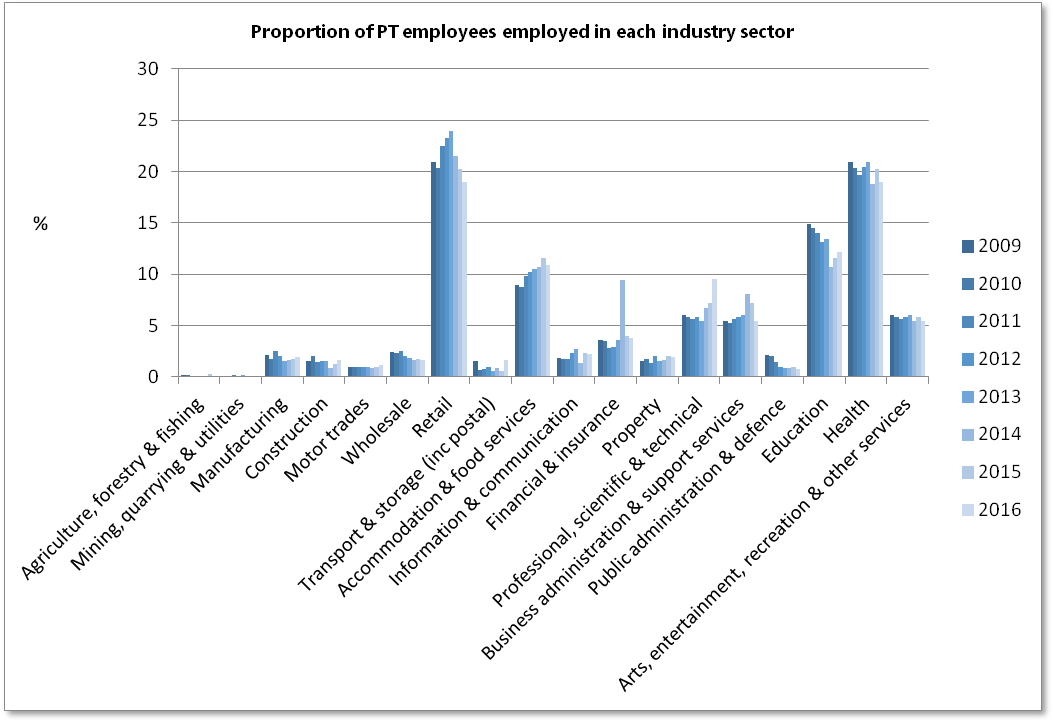 Proportion of PT employees employed in each industry sector
30
25
20
15
10
5
0
%
Agriculture, forestry & fishing
Mining, quarrying & utilities
Manufacturing
Construction
Motor trades
Wholesale
Retail
Transport & storage (inc postal)
Accommodation & food services
Information & communication
Financial & insurance
Property
Professional, scientific & technical
Business administration & support services
Public administration & defence
Education
Health
Arts, entertainment, recreation & other services
2009
2010
2011
2012
2013
2014
2015
2016